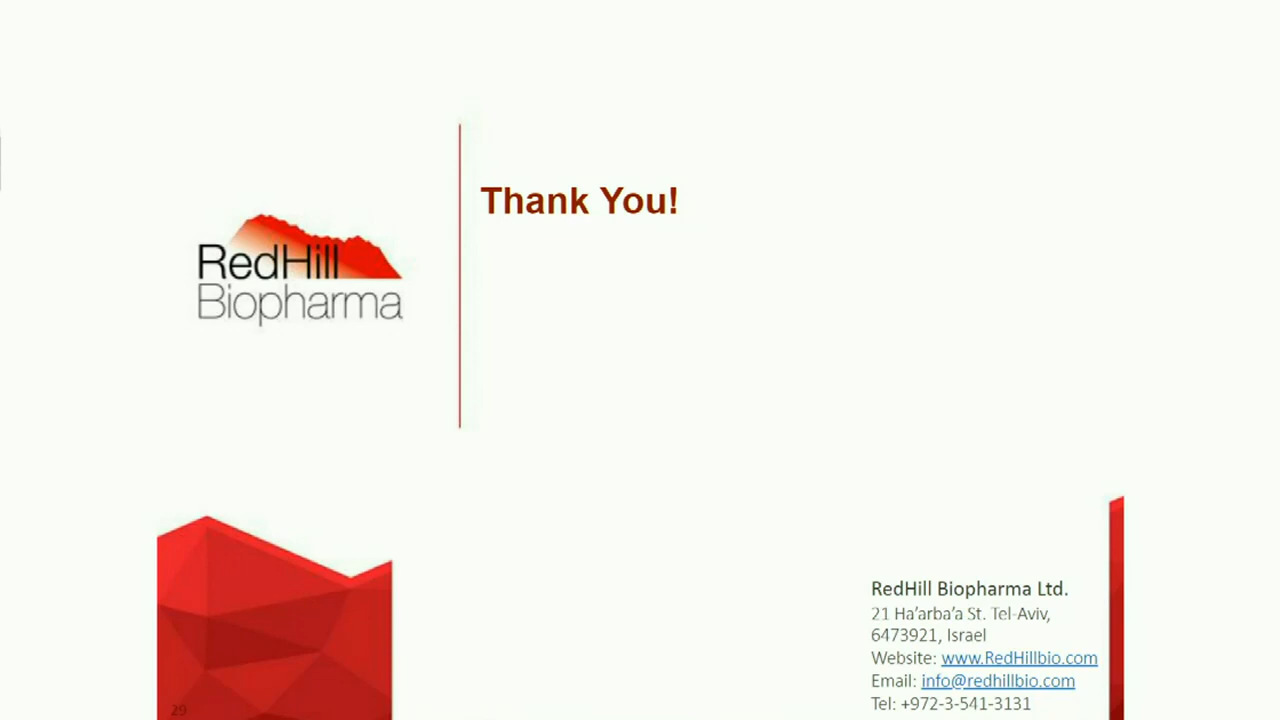 Thank You!
RedHill
Biopharma
RedHill Biopharma Ltd.
21 Ha’arba’a St. Tel-Aviv,
6473921, Israel
Website: www.RedHillbio.com
Email: info@redhillbio.com
Tel: +972-3-541-3131
29